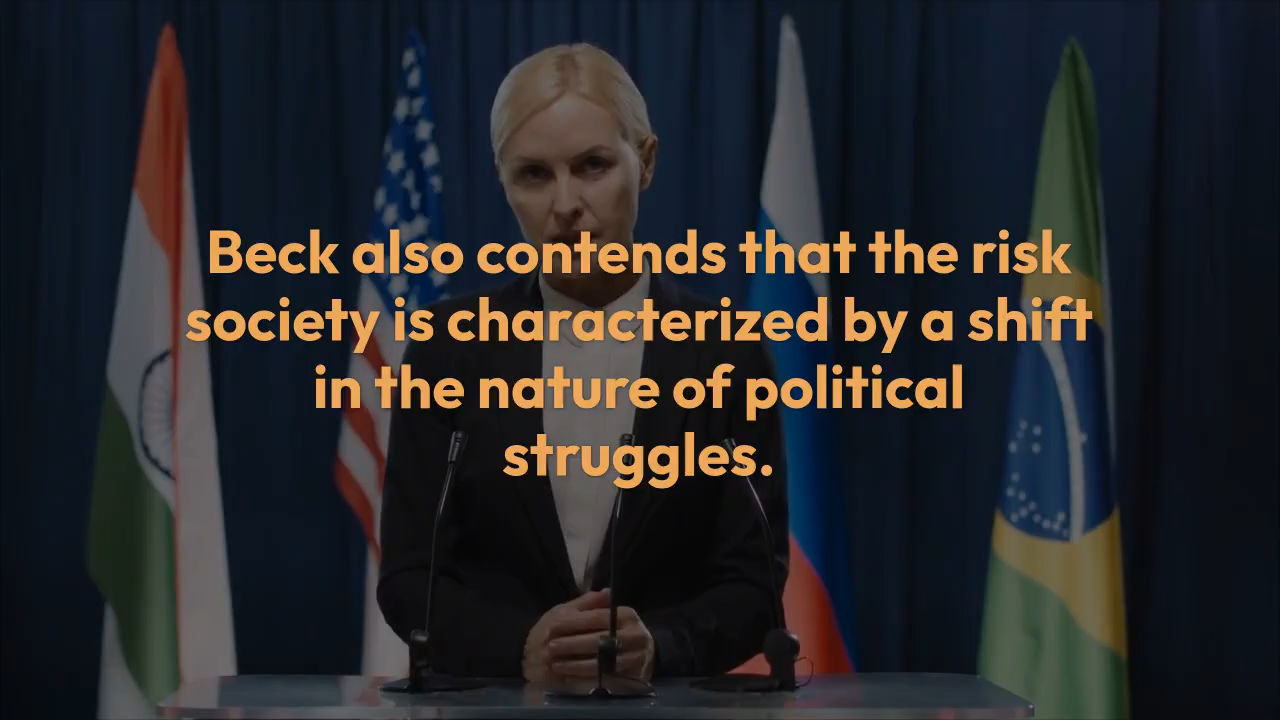 Beck also contends that the risk
society is characterized by a shift
in the nature of political
struggles.